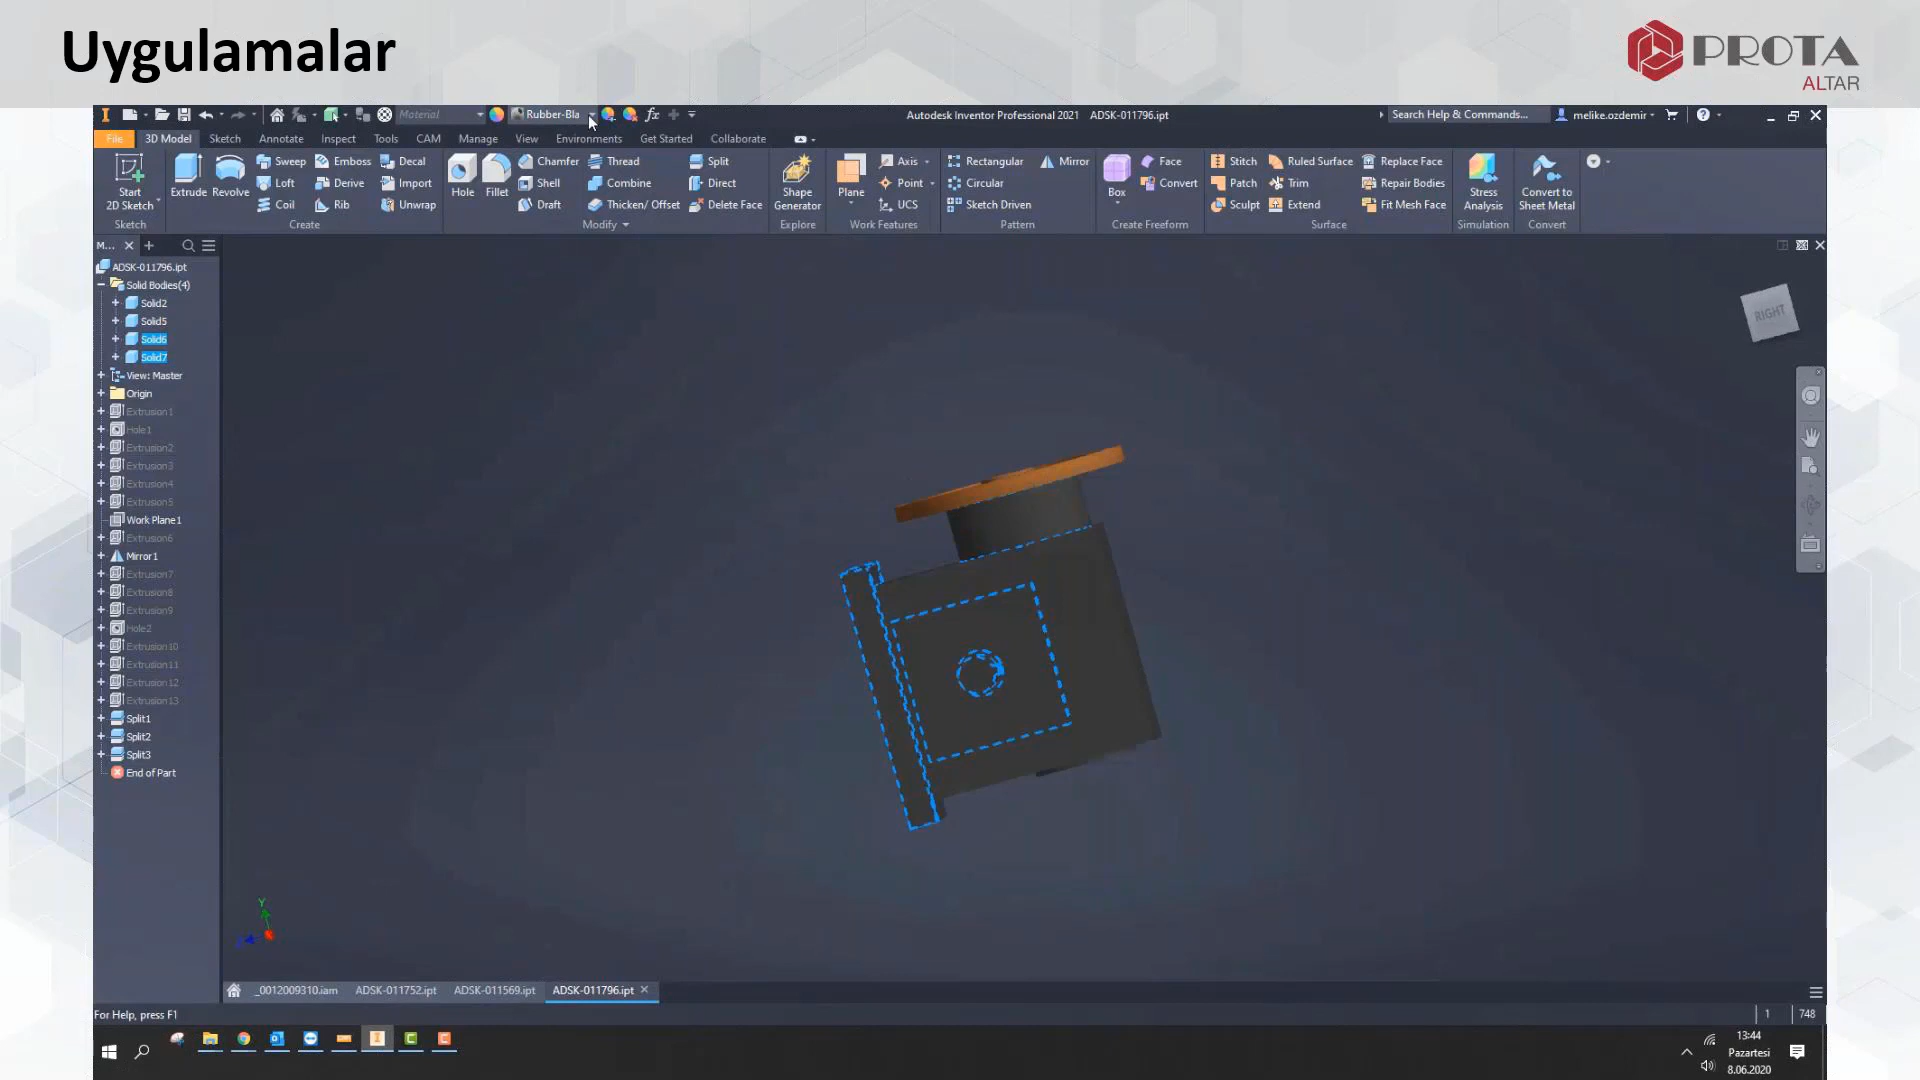 Uygulamalar
PROTA
ALTAR
Material
Rubber-Bla
fx
Autodesk Inventor Professional 2021 ADSK-011796.ipt
Search Help & Commands...
melike.ozdemir
File 3D Model Sketch Annotate Inspect Tools CAM Manage View Environments Get Started Collaborate
Start
2D Sketch
Sketch
Extrude
Revolve
Sweep Emboss Decal
Loft Derive Import
Coil Rib Unwrap
Create
Hole
Fillet
Chamfer Thread Split
Shell Combine Direct
Draft Thicken/ Offset Delete Face
Modify
Shape
Generator
Explore
Plane
Axis
Point
UCS
Work Features
Rectangular Mirror
Circular
Sketch Driven
Pattern
Box
Face
Convert
Create Freeform
Stitch Ruled Surface Replace Face
Patch Trim Repair Bodies
Sculpt Extend Fit Mesh Face
Surface
Stress
Analysis
Simulation
Convert to
Sheet Metal
Convert
M...
ADSK-011796.ipt
Solid Bodies(4)
Solid2
Solid5
Solid6
Solid7
View: Master
Origin
Extrusion1
Hole1
Extrusion2
Extrusion3
Extrusion4
Extrusion5
Work Plane1
Extrusion6
Mirror1
Extrusion7
Extrusion8
Extrusion9
Hole2
Extrusion10
Extrusion11
Extrusion12
Extrusion13
Split1
Split2
Split3
End of Part
RIGHT
Y
_0012009310.iam ADSK-011752.ipt ADSK-011569.ipt ADSK-011796.ipt
For Help, press F1
1 748
13:44
Pazartesi
8.06.2020